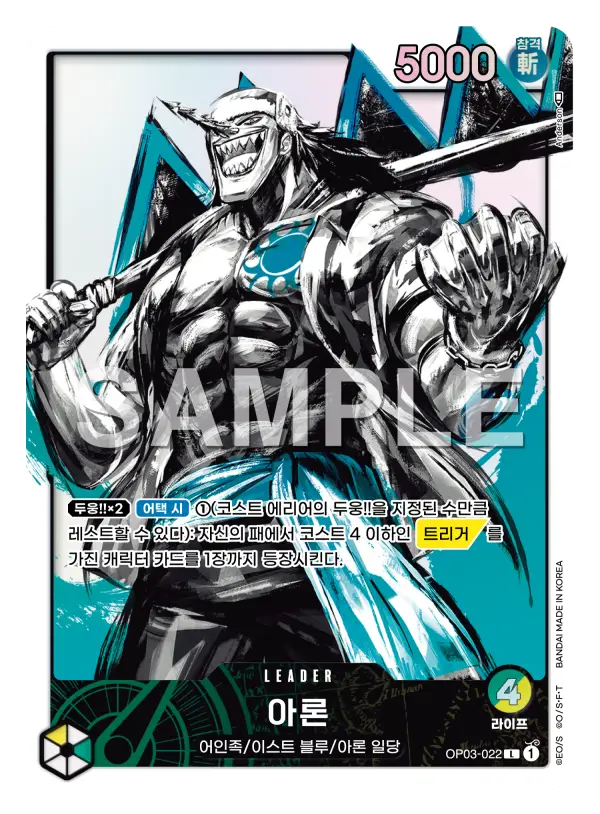 5000
참격
斬
Anderson
SAMPLE
두웅!!×2 어택 시 ①(코스트 에리어의 두웅!!을 지정된 수만큼
레스트할 수 있다): 자신의 패에서 코스트 4 이하인 트리거 를
가진 캐릭터 카드를 1장까지 등장시킨다.
LEADER
아론
4
라이프
어인족/이스트 블루/아론 일당
OP03-022 L 1
©EO/S ©O/S·F·T BANDAI MADE IN KOREA